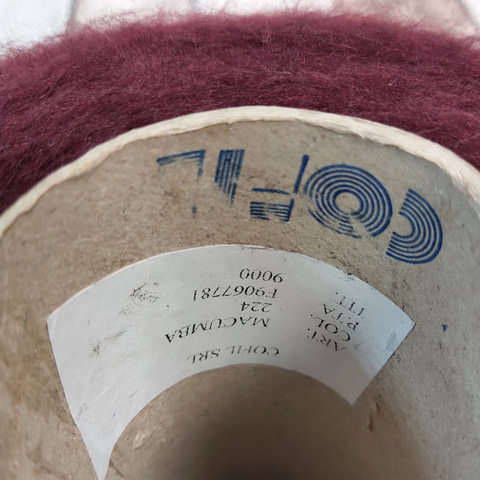 COFIL SRL
ART. MACUMBA
COL. 224
P.TA F9067781
TIT. 9000
COFIL